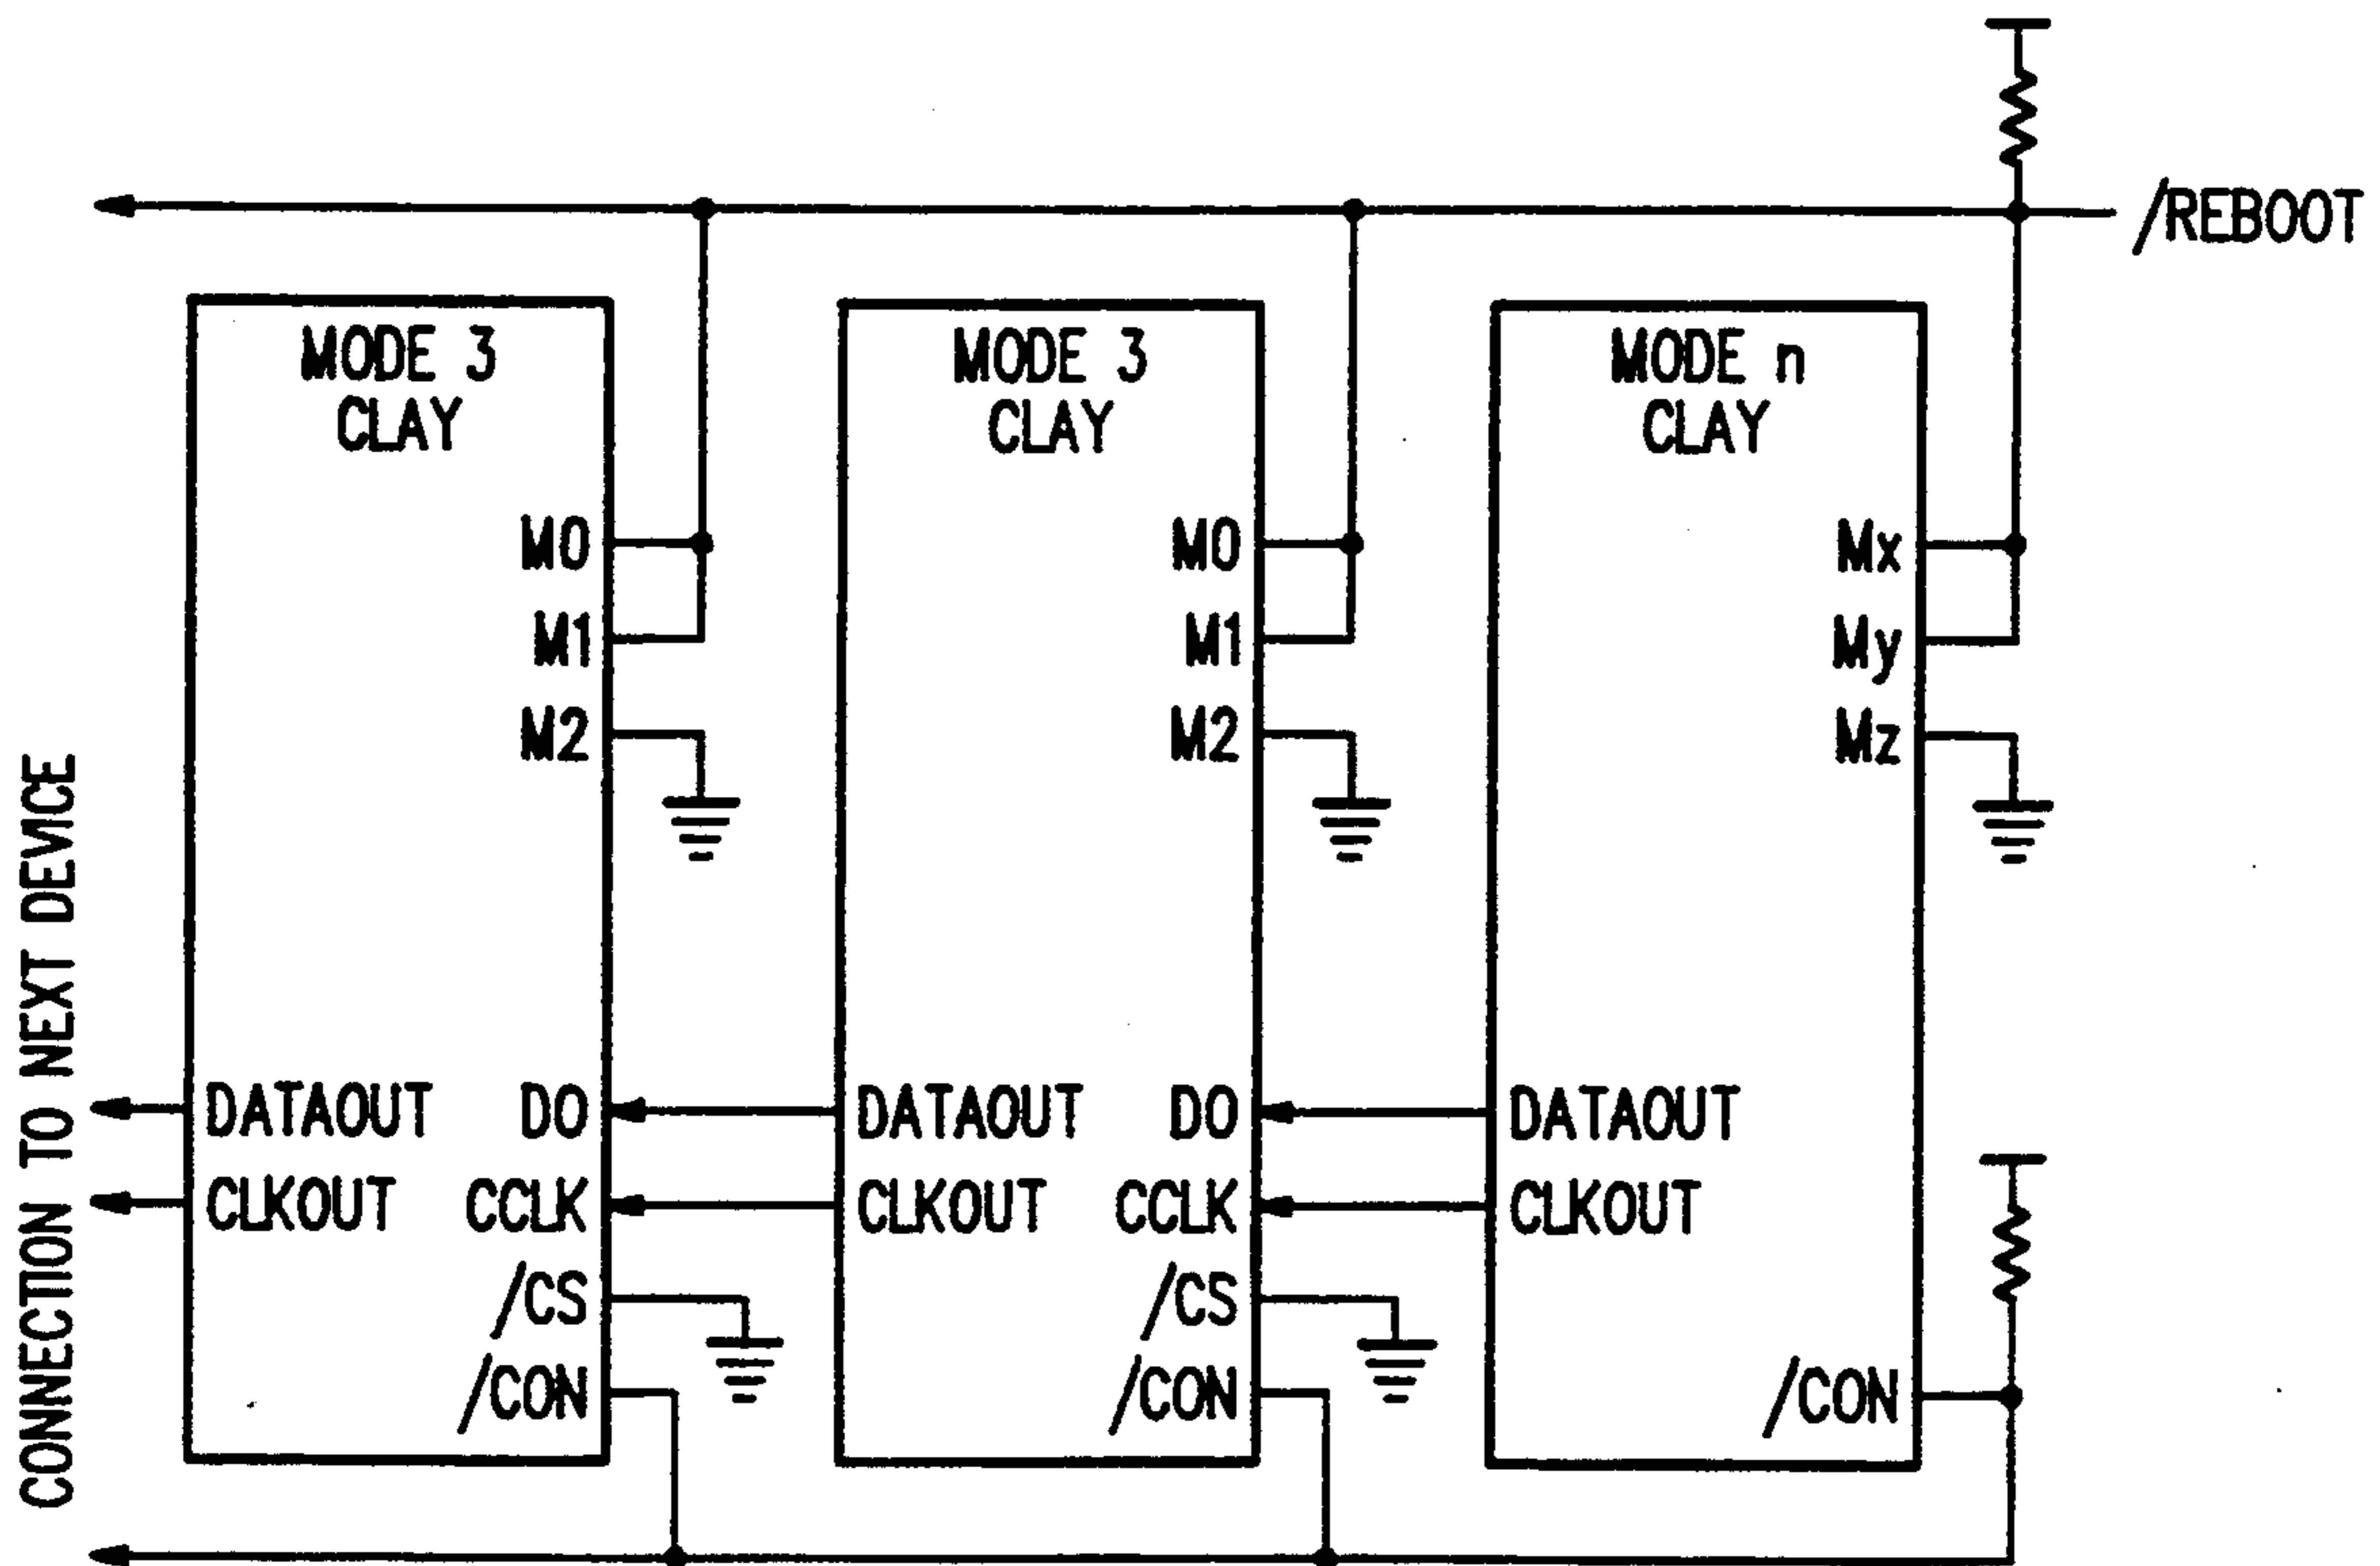 /REBOOT
MODE 3
CLAY
M0
M1
M2
DATAOUT
DO
CLKOUT
CCLK
/CS
/CON
MODE 3
CLAY
M0
M1
M2
DATAOUT
DO
CLKOUT
CCLK
/CS
/CON
MODE n
CLAY
Mx
My
Mz
DATAOUT
CLKOUT
/CON
CONNECTION TO NEXT DEVICE